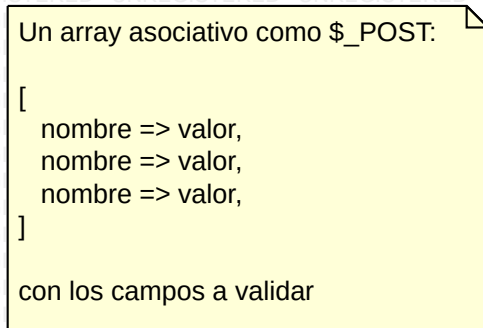 Un array asociativo como $_POST:
[
nombre => valor,
nombre => valor,
nombre => valor,
]
con los campos a validar